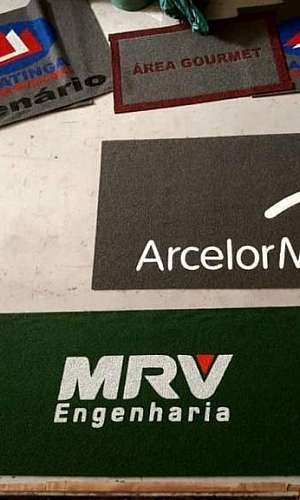 ATINGA
enário
ÁREA GOURMET
ArcelorM
MRV
Engenharia